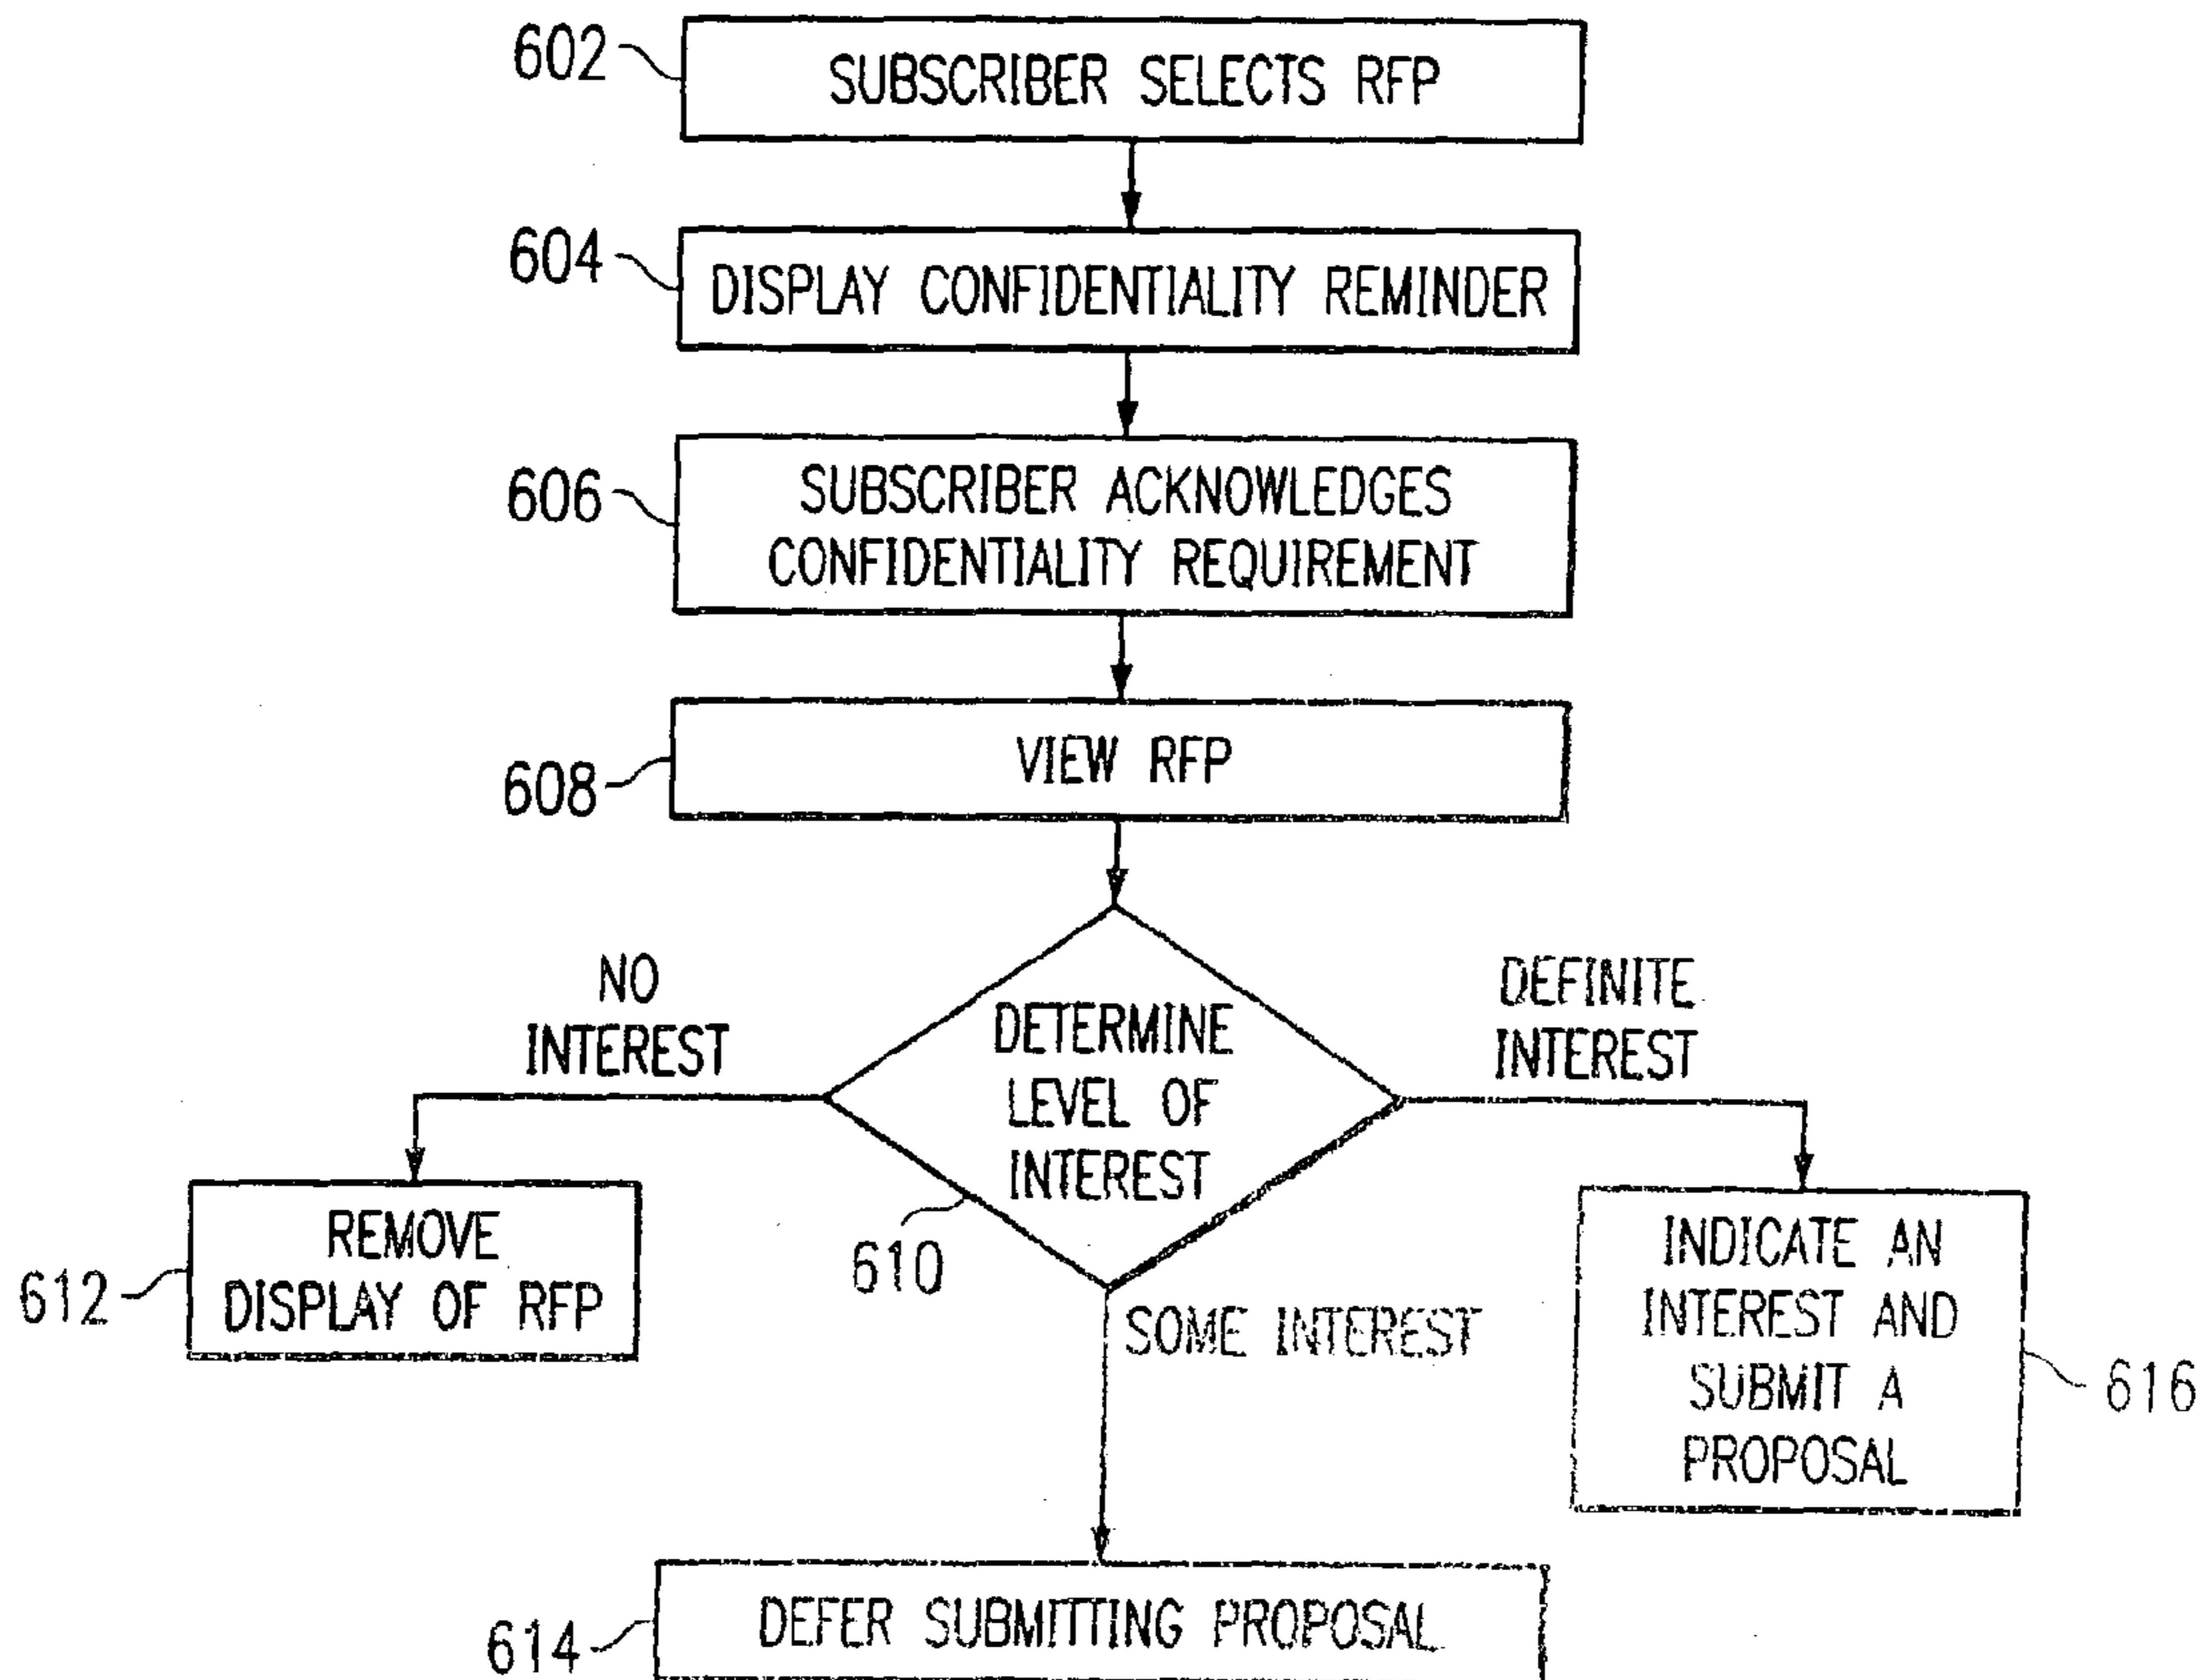 602
SUBSCRIBER SELECTS RFP
604
DISPLAY CONFIDENTIALITY REMINDER
606
SUBSCRIBER ACKNOWLEDGES
CONFIDENTIALITY REQUIREMENT
608
VIEW RFP
NO
INTEREST
DETERMINE
LEVEL OF
INTEREST
610
DEFINITE
INTEREST
612
REMOVE
DISPLAY OF RFP
SOME INTEREST
INDICATE AN
INTEREST AND
SUBMIT A
PROPOSAL
616
614
DEFER SUBMITTING PROPOSAL